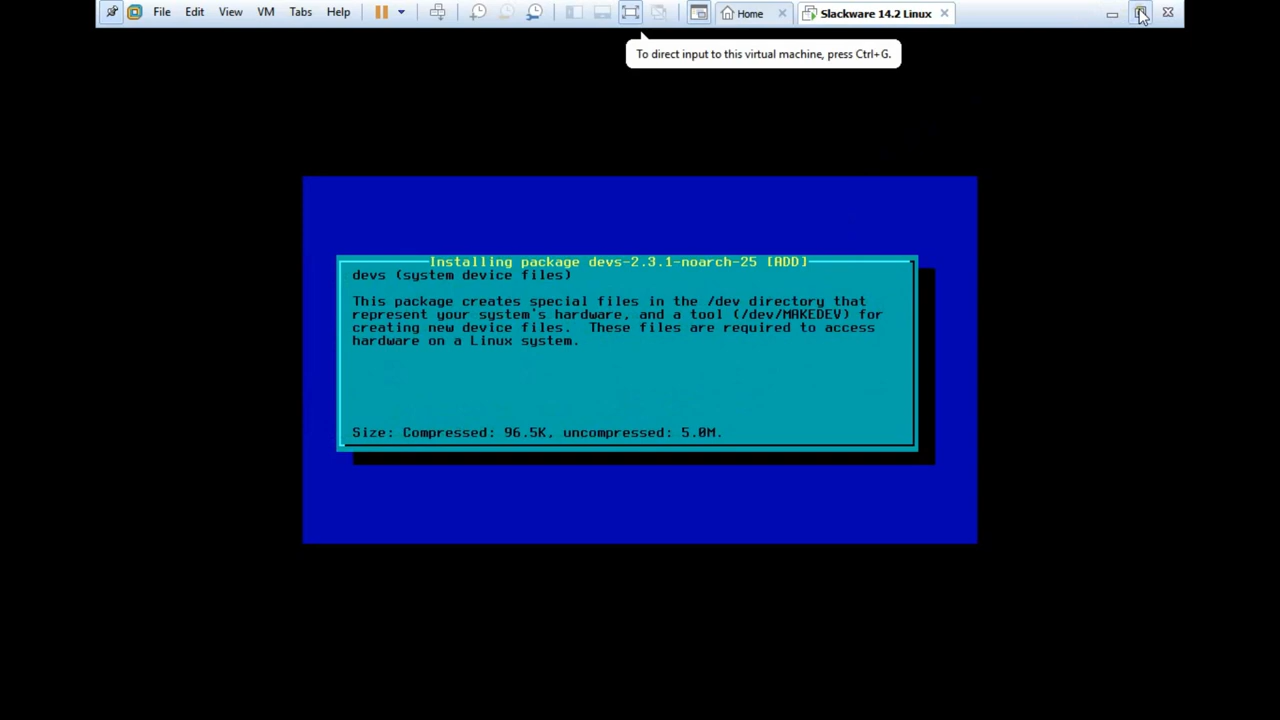 File Edit View VM Tabs Help Home Slackware 14.2 Linux
To direct input to this virtual machine, press Ctrl+G.
Installing package devs-2.3.1-noarch-25 [ADD]
devs (system device files)
This package creates special files in the /dev directory that
represent your system's hardware, and a tool (/dev/MAKEDEV) for
creating new device files.  These files are required to access
hardware on a Linux system.
Size: Compressed: 96.5K, uncompressed: 5.0M.